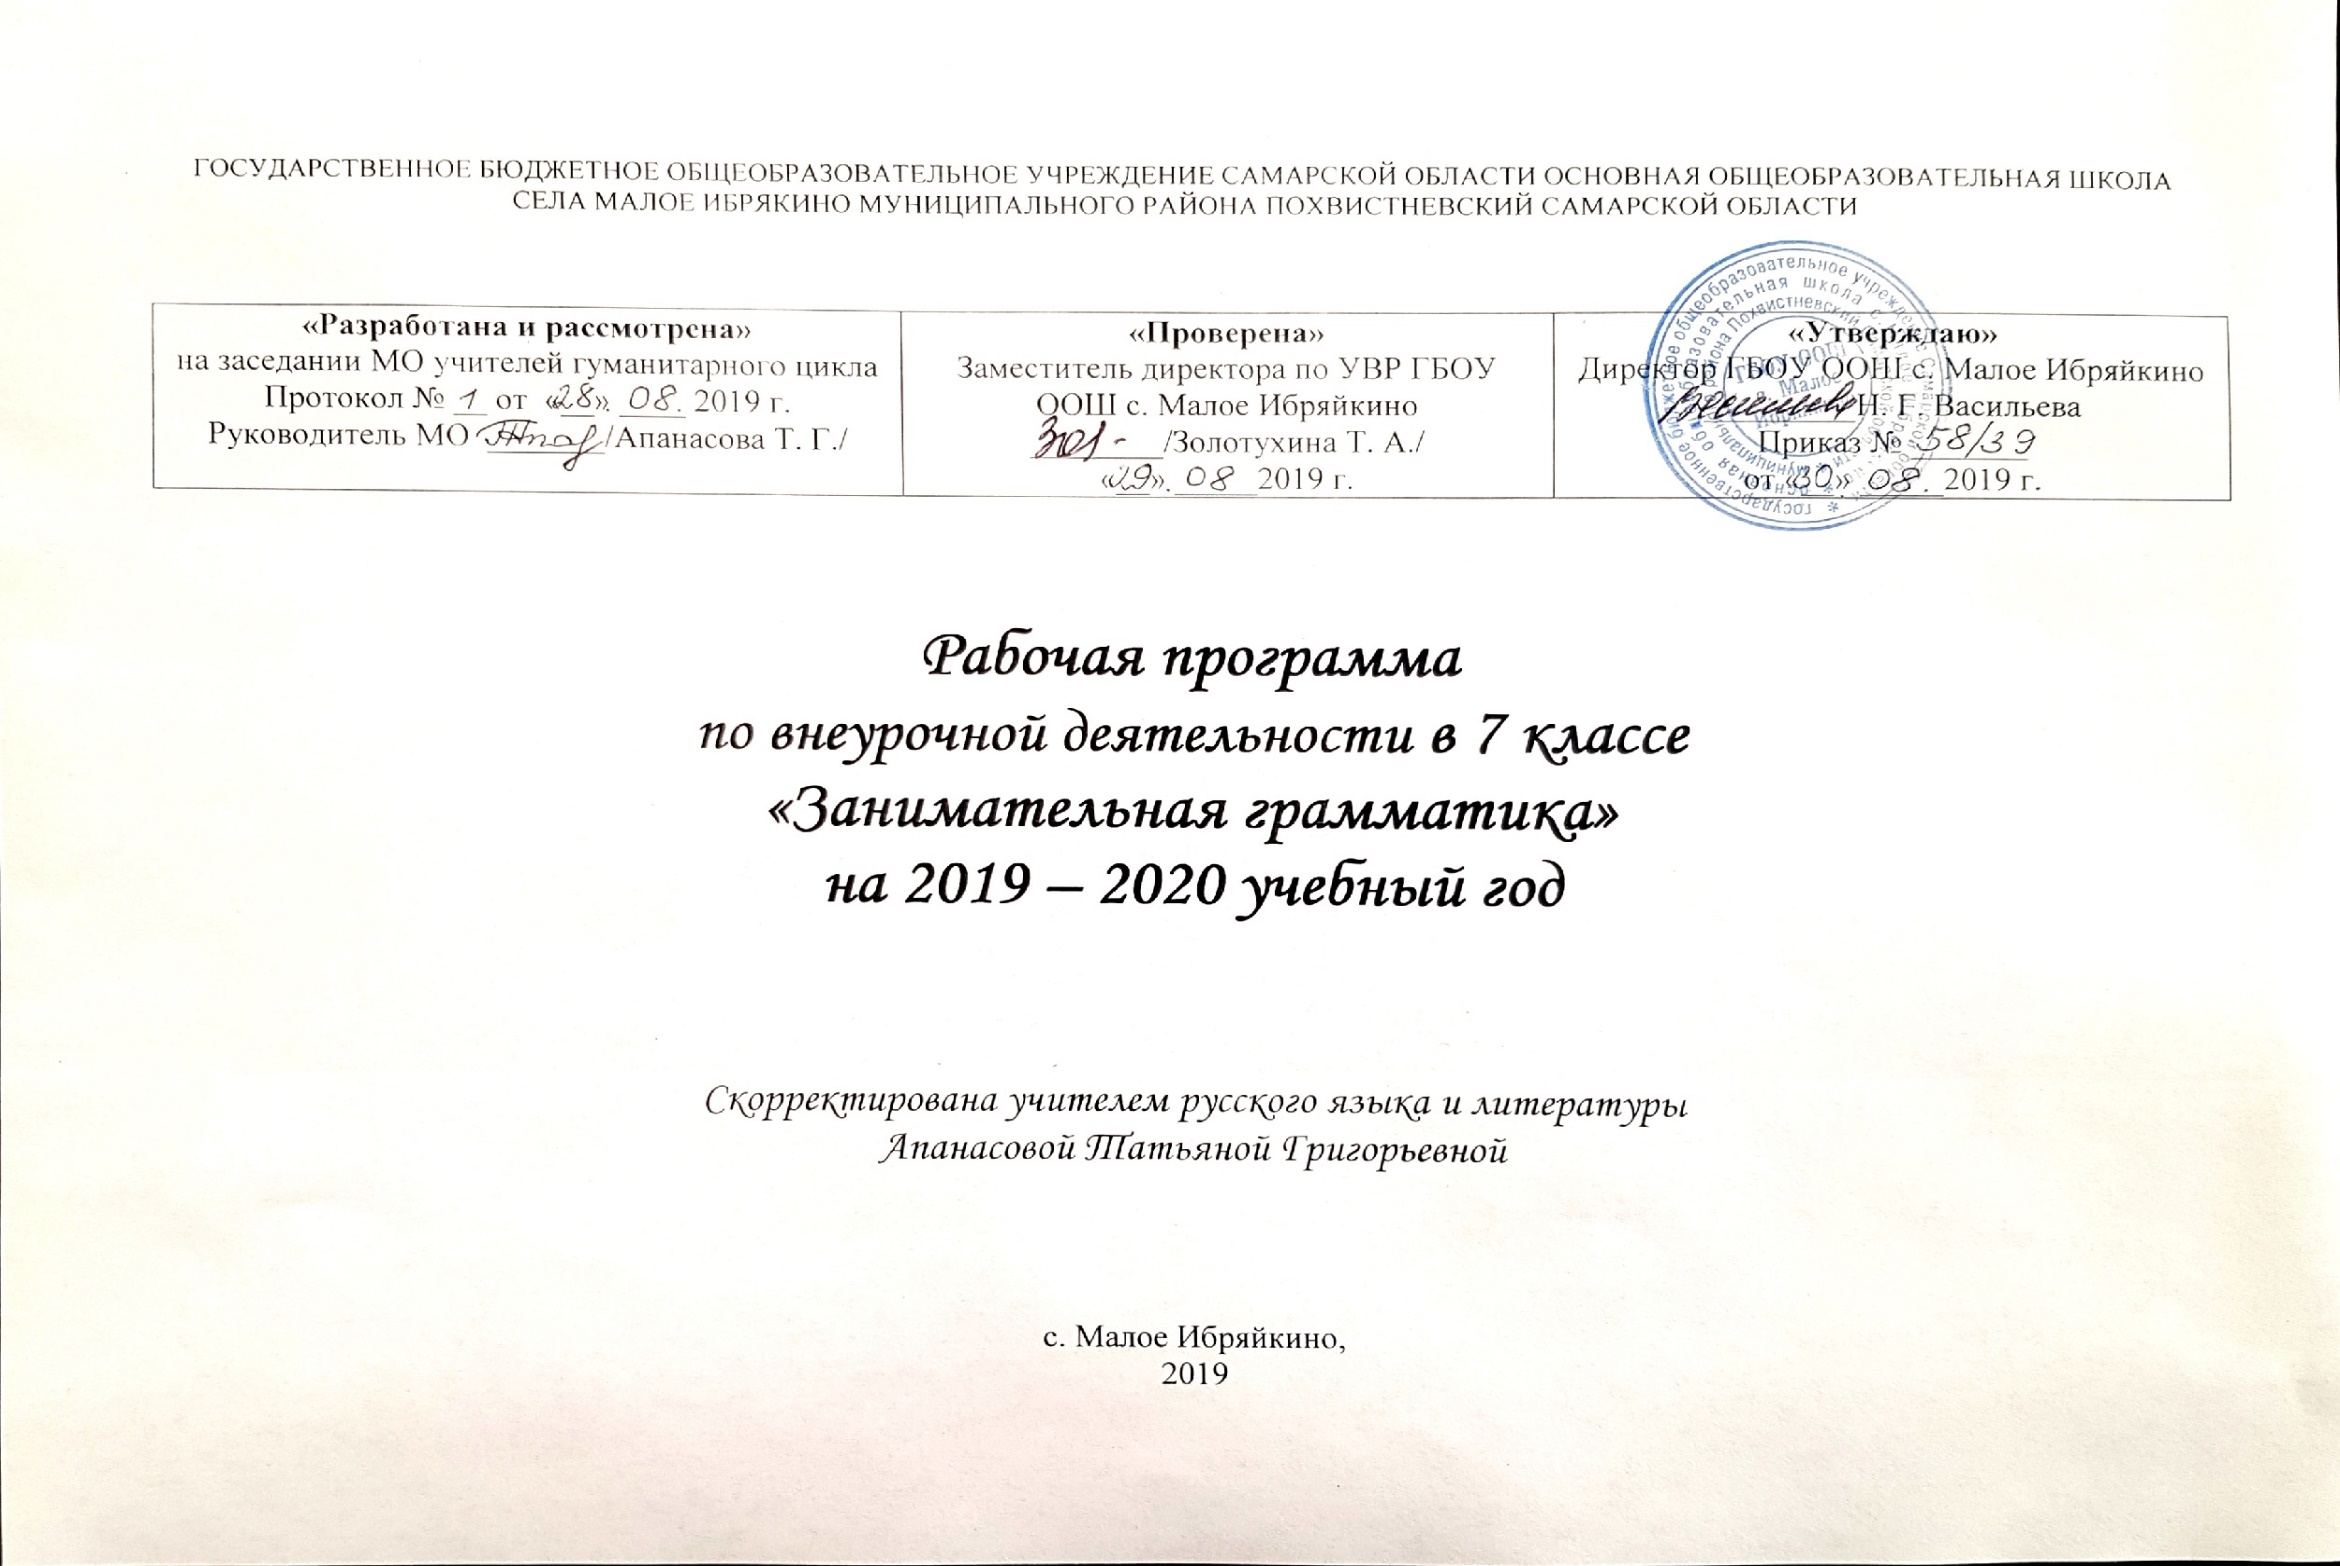 ГОСУДАРСТВЕННОЕ БЮДЖЕТНОЕ ОБЩЕОБРАЗОВАТЕЛЬНОЕ УЧРЕЖДЕНИЕ САМАРСКОЙ ОБЛАСТИ ОСНОВНАЯ ОБЩЕОБРАЗОВАТЕЛЬНАЯ ШКОЛА
СЕЛА МАЛОЕ ИБРЯКИНО МУНИЦИПАЛЬНОГО РАЙОНА ПОХВИСТНЕВСКИЙ САМАРСКОЙ ОБЛАСТИ
«Разработана и рассмотрена»
на заседании МО учителей гуманитарного цикла
Протокол № 1 от «28». 08. 2019 г.
Руководитель МО /Апанасова Т. Г./
«Проверена»
Заместитель директора по УВР ГБОУ
ООШ с. Малое Ибряйкино
/Золотухина Т. А./
«29». 08 2019 г.
«Утверждаю»
Директор ГБОУ ООШ с. Малое Ибряйкино
Н. Г. Васильева
Приказ № 58/39
от «30» 08. 2019 г.
Рабочая программа
по внеурочной деятельности в 7 классе
«Занимательная грамматика»
на 2019 – 2020 учебный год
Скорректирована учителем русского языка и литературы
Апанасовой Татьяной Григорьевной
с. Малое Ибряйкино,
2019